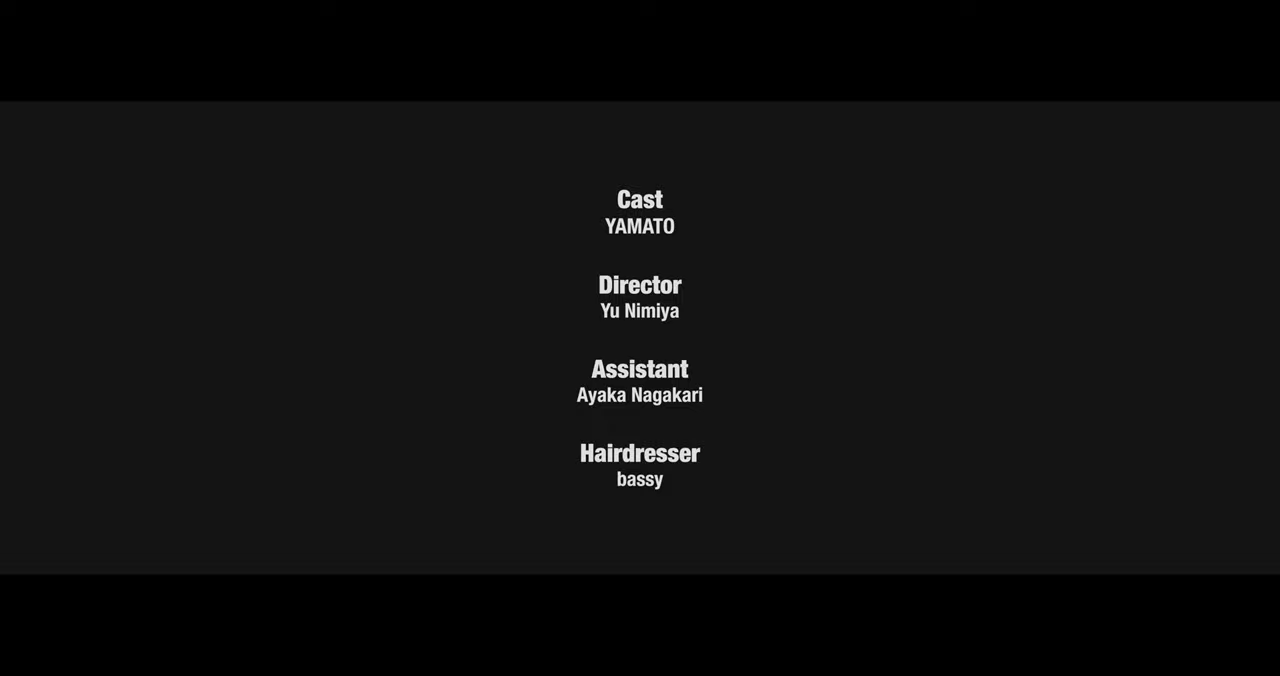 Cast
YAMATO
Director
Yu Nimiya
Assistant
Ayaka Nagakari
Hairdresser
bassy